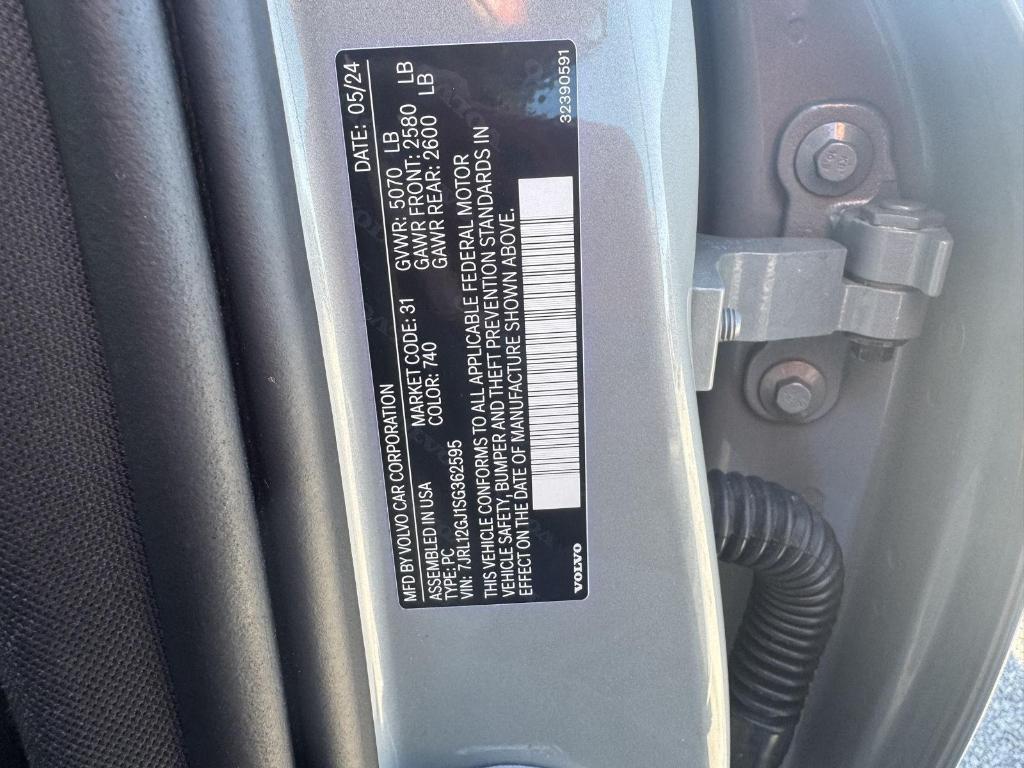 MFD BY VOLVO CAR CORPORATION DATE: 05/24
ASSEMBLED IN USA MARKET CODE: 31 GVWR: 5070 LB
TYPE: PC COLOR: 740 GAWR FRONT: 2580 LB
VIN: 7JRL12GJ1SG362595 GAWR REAR: 2600 LB
THIS VEHICLE CONFORMS TO ALL APPLICABLE FEDERAL MOTOR
VEHICLE SAFETY, BUMPER AND THEFT PREVENTION STANDARDS IN
EFFECT ON THE DATE OF MANUFACTURE SHOWN ABOVE.
VOLVO 32390591